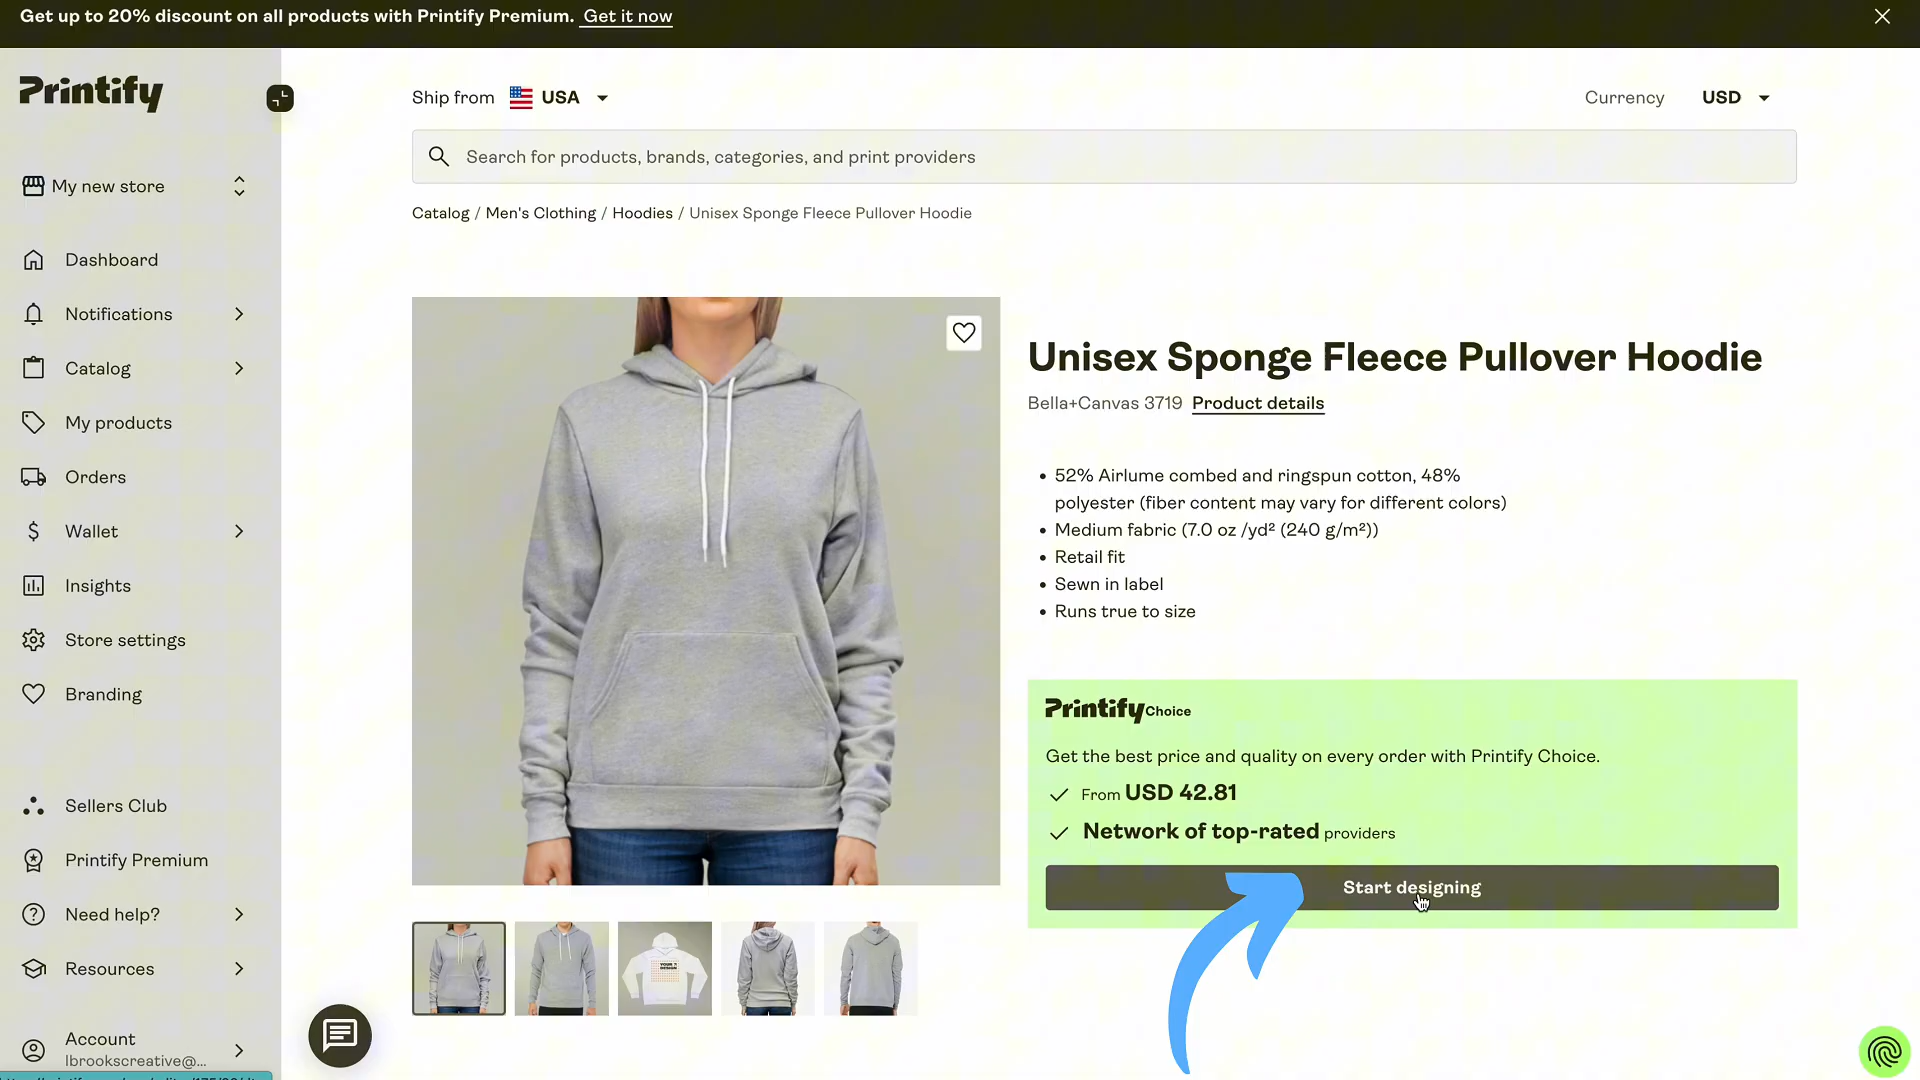 Get up to 20% discount on all products with Printify Premium. Get it now
Printify
Ship from USA
Currency USD
Search for products, brands, categories, and print providers
My new store
Catalog / Men's Clothing / Hoodies / Unisex Sponge Fleece Pullover Hoodie
Dashboard
Notifications
Catalog
My products
Orders
Wallet
Insights
Store settings
Branding
Sellers Club
Printify Premium
Need help?
Resources
Account
lbrookscreative@...
Unisex Sponge Fleece Pullover Hoodie
Bella+Canvas 3719 Product details
• 52% Airlume combed and ringspun cotton, 48%
polyester (fiber content may vary for different colors)
• Medium fabric (7.0 oz /yd² (240 g/m²))
• Retail fit
• Sewn in label
• Runs true to size
Printify Choice
Get the best price and quality on every order with Printify Choice.
From USD 42.81
Network of top-rated providers
Start designing
YOUR
DESIGN